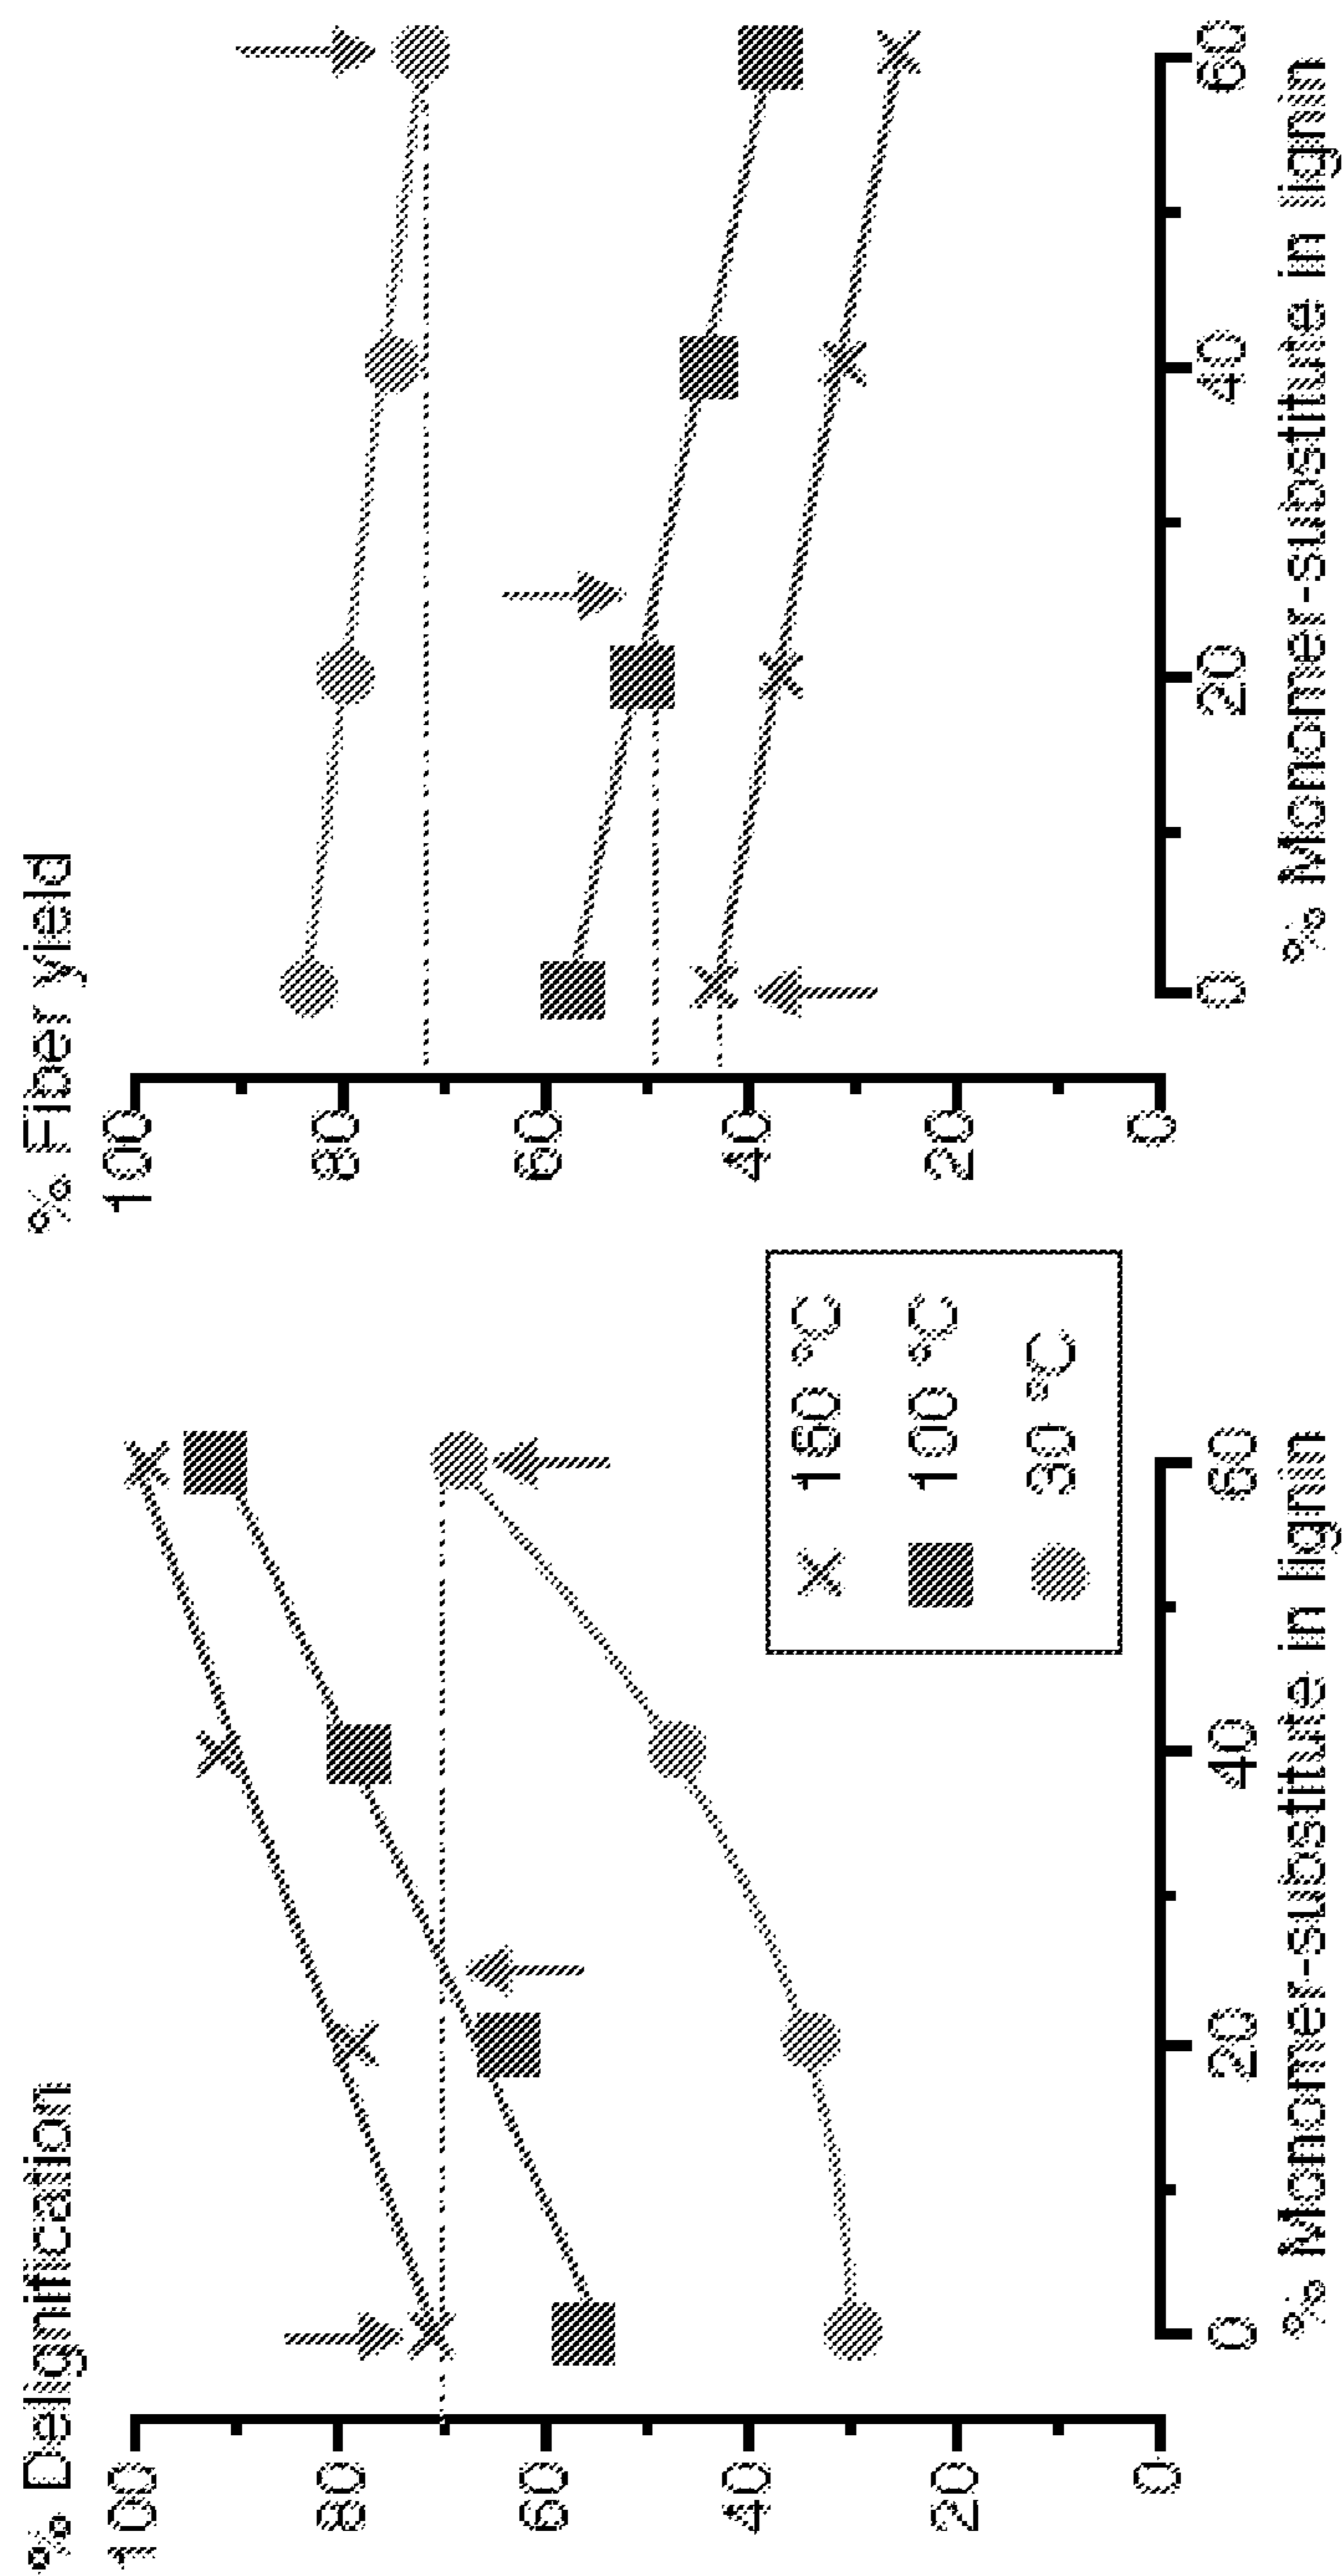 % Delignification
100
80
60
40
20
0
0 20 40 60
% Monomer-substitute in lignin
160 °C
100 °C
30 °C
% Fiber yield
100
80
60
40
20
0
0 20 40 60
% Monomer-substitute in lignin